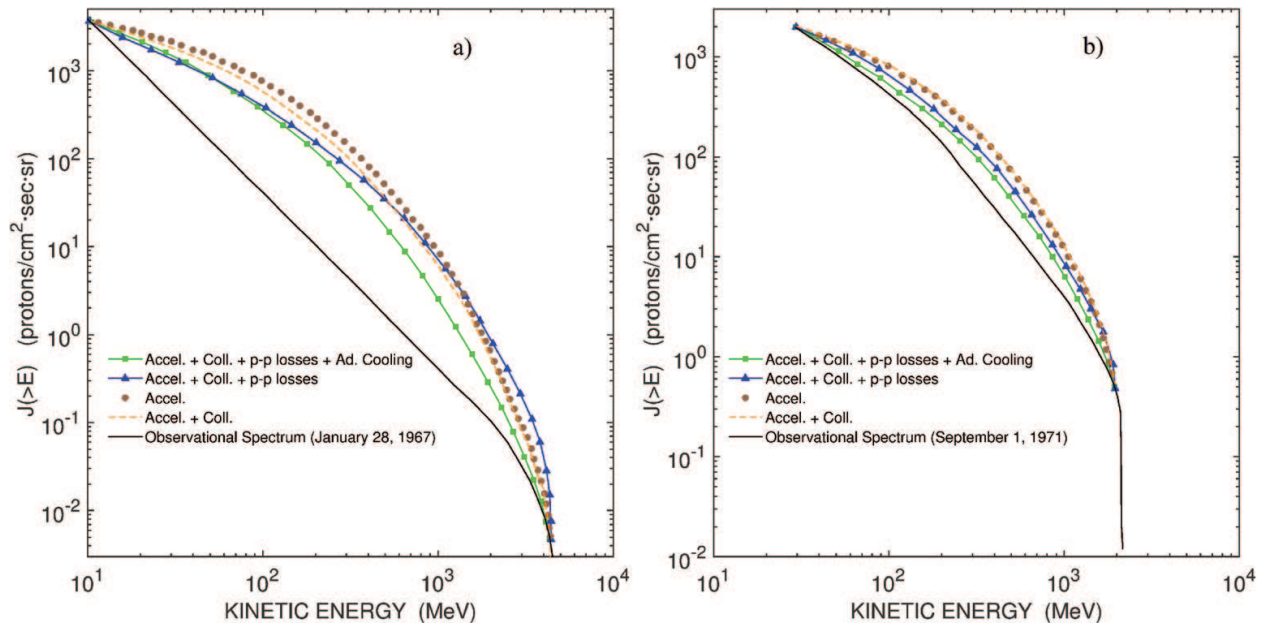 a)
J(>E) (protons/cm²·sec·sr)
10³
10²
10¹
10⁰
10⁻¹
10⁻²
Accel. + Coll. + p-p losses + Ad. Cooling
Accel. + Coll. + p-p losses
Accel.
Accel. + Coll.
Observational Spectrum (January 28, 1967)
10¹ 10² 10³ 10⁴
KINETIC ENERGY (MeV)
b)
J(>E) (protons/cm²·sec·sr)
10³
10²
10¹
10⁰
10⁻¹
10⁻²
Accel. + Coll. + p-p losses + Ad. Cooling
Accel. + Coll. + p-p losses
Accel.
Accel. + Coll.
Observational Spectrum (September 1, 1971)
10¹ 10² 10³ 10⁴
KINETIC ENERGY (MeV)